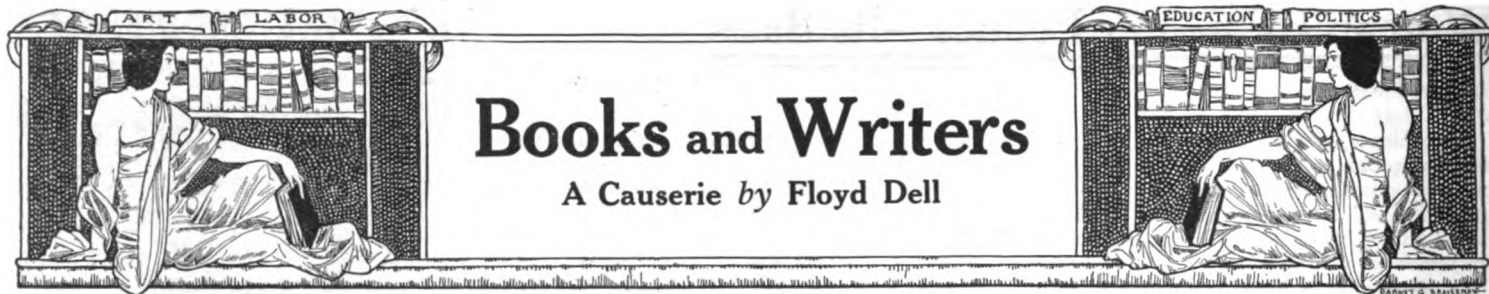 ART LABOR
EDUCATION POLITICS
Books and Writers
A Causerie by Floyd Dell